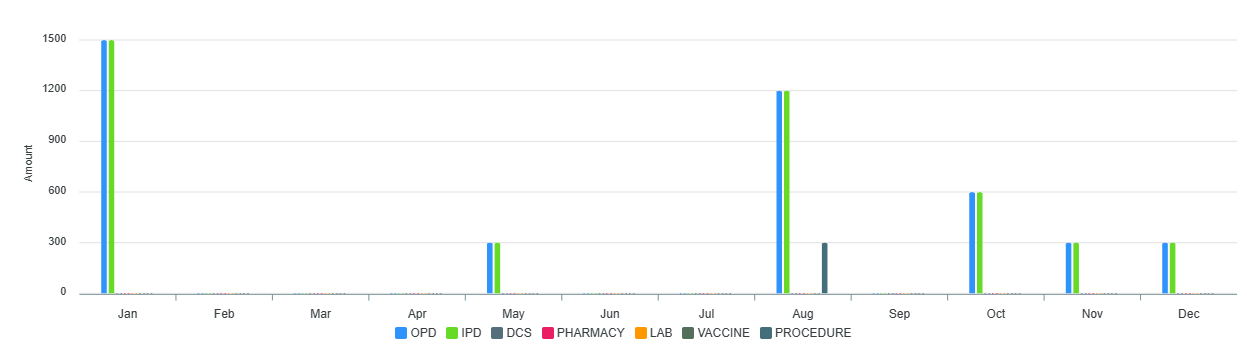 1500
1200
900
600
300
0
Amount
Jan Feb Mar Apr May Jun Jul Aug Sep Oct Nov Dec
OPD IPD DCS PHARMACY LAB VACCINE PROCEDURE